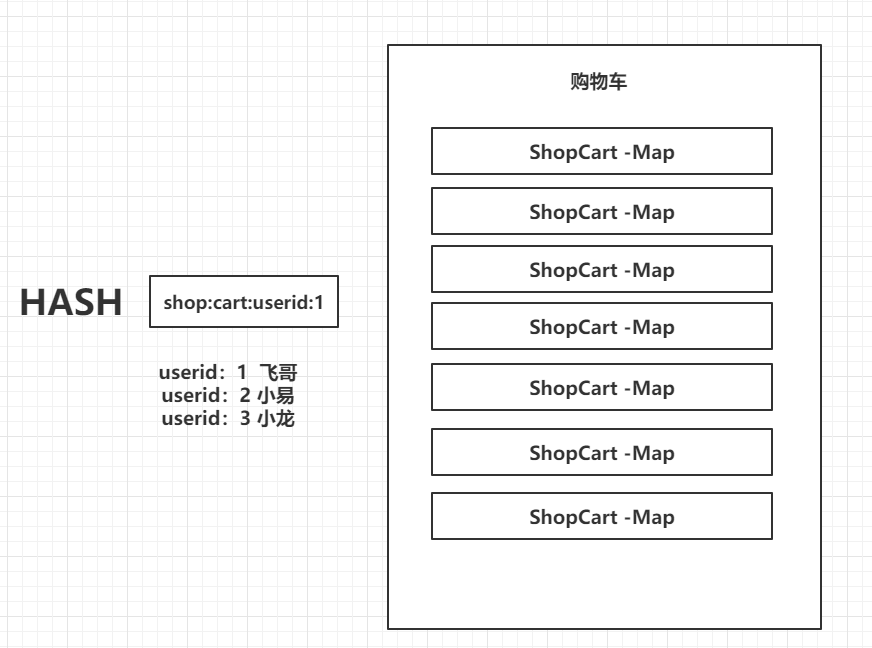 购物车
ShopCart -Map
ShopCart -Map
ShopCart -Map
HASH
shop:cart:userid:1
ShopCart -Map
userid：1  飞哥
userid：2 小易
userid：3 小龙
ShopCart -Map
ShopCart -Map
ShopCart -Map